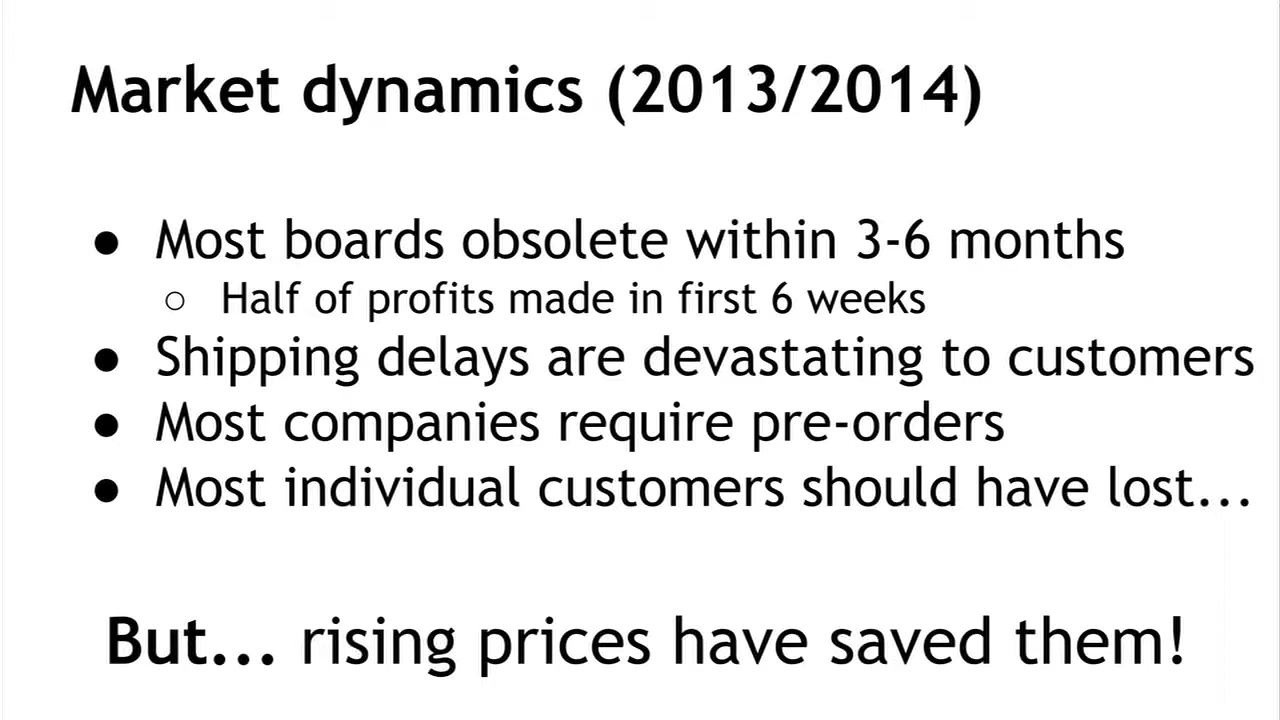 Market dynamics (2013/2014)
● Most boards obsolete within 3-6 months
○ Half of profits made in first 6 weeks
● Shipping delays are devastating to customers
● Most companies require pre-orders
● Most individual customers should have lost...
But... rising prices have saved them!